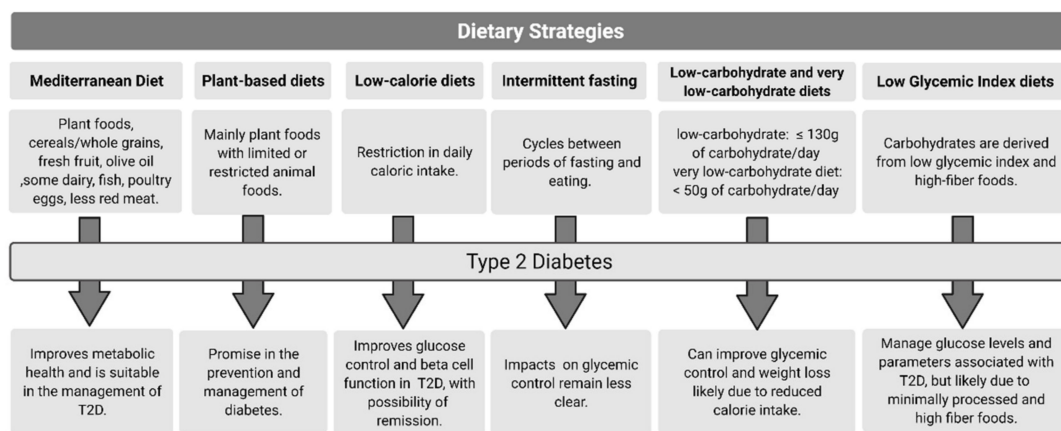 Dietary Strategies
Mediterranean Diet
Plant foods,
cereals/whole grains,
fresh fruit, olive oil
,some dairy, fish, poultry
eggs, less red meat.
Plant-based diets
Mainly plant foods
with limited or
restricted animal
foods.
Low-calorie diets
Restriction in daily
caloric intake.
Intermittent fasting
Cycles between
periods of fasting and
eating.
Low-carbohydrate and very
low-carbohydrate diets
low-carbohydrate: ≤ 130g
of carbohydrate/day
very low-carbohydrate diet:
< 50g of carbohydrate/day
Low Glycemic Index diets
Carbohydrates are derived
from low glycemic index and
high-fiber foods.
Type 2 Diabetes
Improves metabolic
health and is suitable
in the management of
T2D.
Promise in the
prevention and
management of
diabetes.
Improves glucose
control and beta cell
function in T2D, with
possibility of
remission.
Impacts on glycemic
control remain less
clear.
Can improve glycemic
control and weight loss
likely due to reduced
calorie intake.
Manage glucose levels and
parameters associated with
T2D, but likely due to
minimally processed and
high fiber foods.